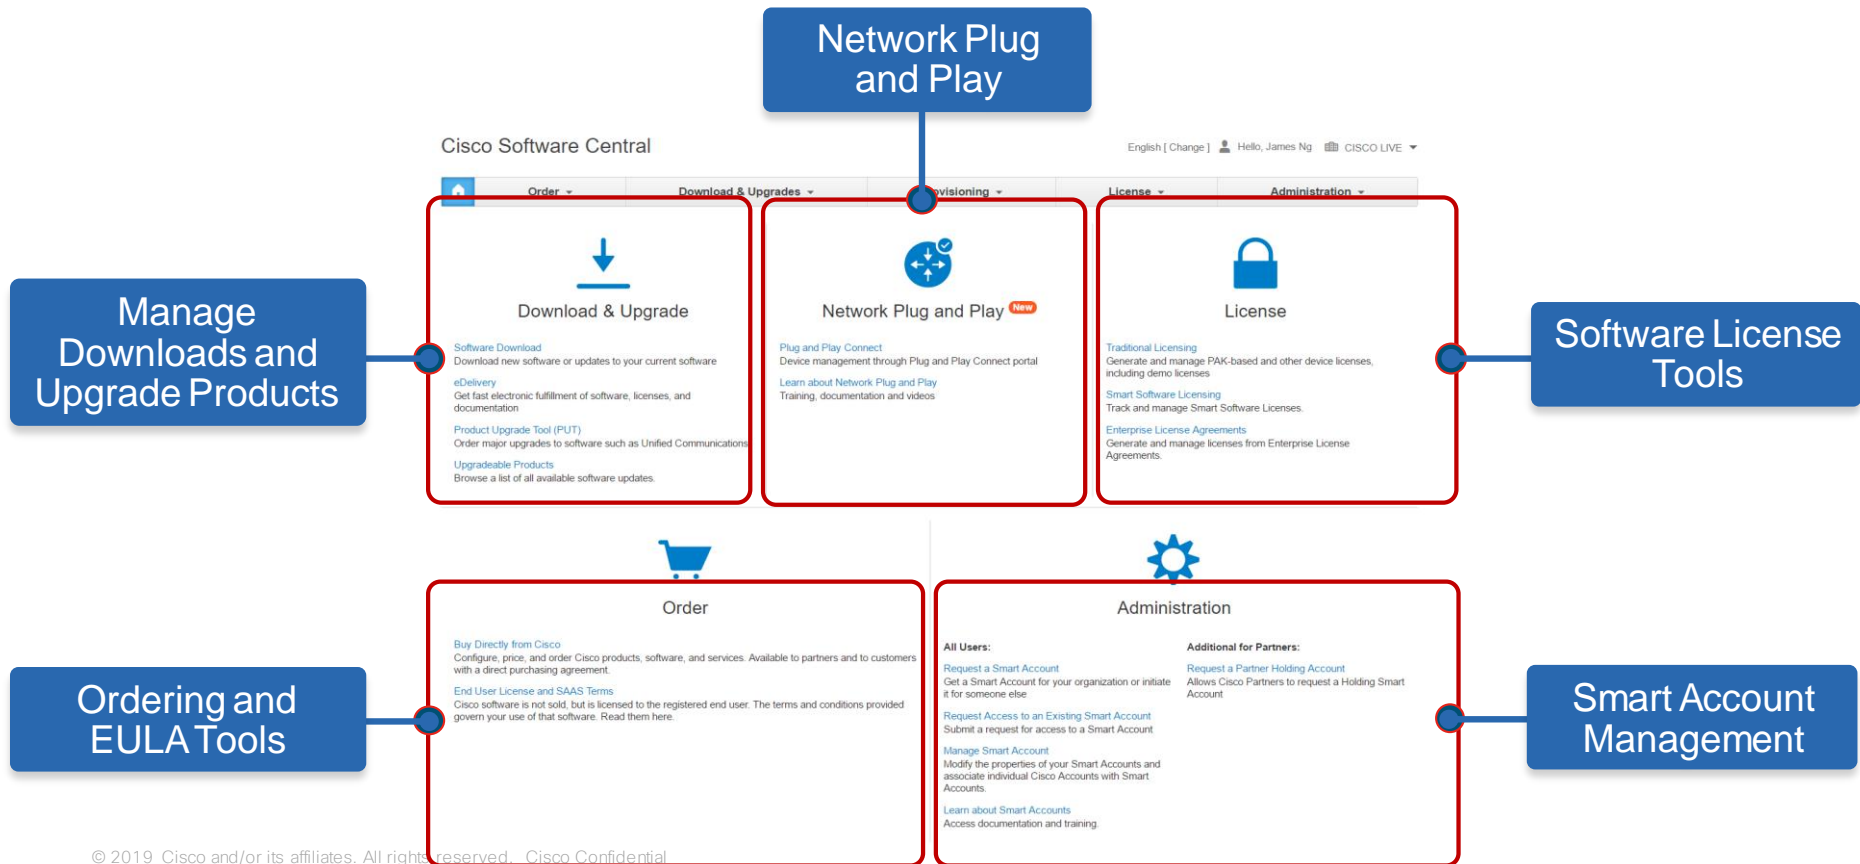 Network Plug
and Play
Cisco Software Central
English [ Change ] Hello, James Ng CISCO LIVE
Order Download & Upgrades visioning License Administration
Manage
Downloads and
Upgrade Products
Download & Upgrade
Software Download
Download new software or updates to your current software
eDelivery
Get fast electronic fulfillment of software, licenses, and
documentation
Product Upgrade Tool (PUT)
Order major upgrades to software such as Unified Communications
Upgradeable Products
Browse a list of all available software updates.
Network Plug and Play New
Plug and Play Connect
Device management through Plug and Play Connect portal
Learn about Network Plug and Play
Training, documentation and videos
License
Traditional Licensing
Generate and manage PAK-based and other device licenses,
including demo licenses
Smart Software Licensing
Track and manage Smart Software Licenses.
Enterprise License Agreements
Generate and manage licenses from Enterprise License
Agreements.
Software License
Tools
Ordering and
EULA Tools
Order
Buy Directly from Cisco
Configure, price, and order Cisco products, software, and services. Available to partners and to customers
with a direct purchasing agreement.
End User License and SAAS Terms
Cisco software is not sold, but is licensed to the registered end user. The terms and conditions provided
govern your use of that software. Read them here.
Administration
All Users:
Request a Smart Account
Get a Smart Account for your organization or initiate
it for someone else
Request Access to an Existing Smart Account
Submit a request for access to a Smart Account
Manage Smart Account
Modify the properties of your Smart Accounts and
associate individual Cisco Accounts with Smart
Accounts.
Learn about Smart Accounts
Access documentation and training.
Additional for Partners:
Request a Partner Holding Account
Allows Cisco Partners to request a Holding Smart
Account
Smart Account
Management
© 2019 Cisco and/or its affiliates. All rights reserved. Cisco Confidential